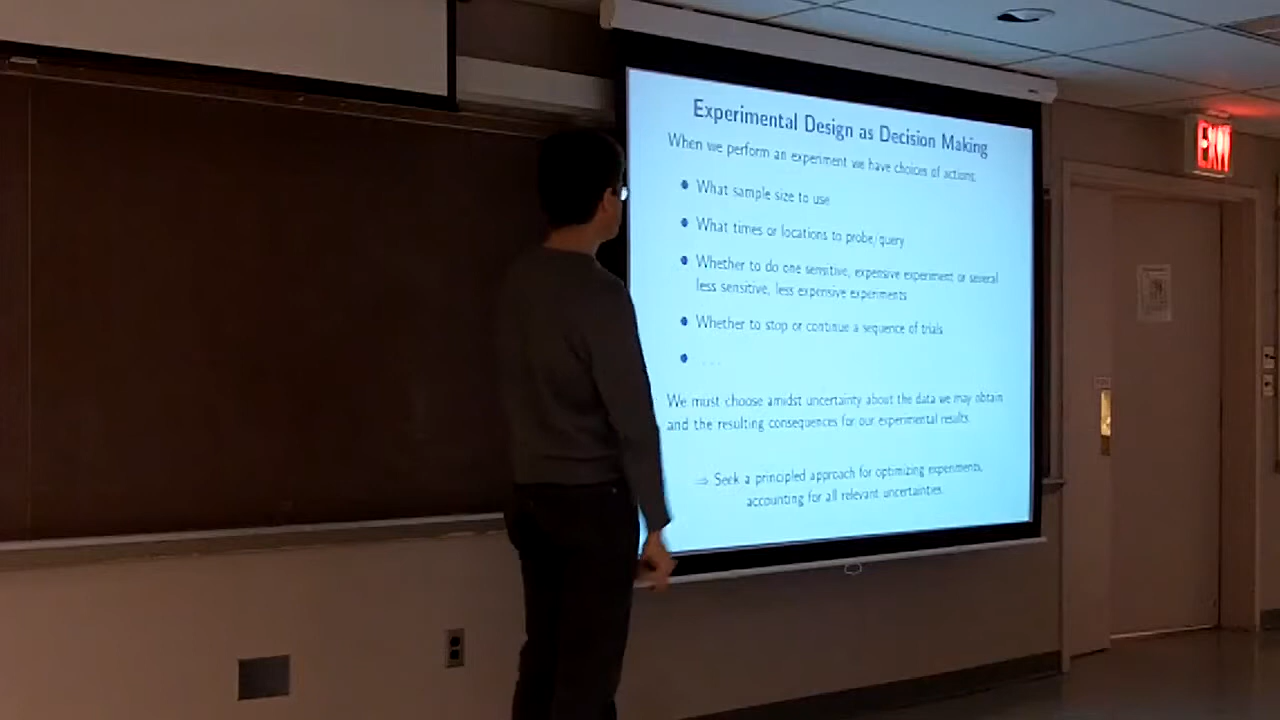 Experimental Design as Decision Making
When we perform an experiment we have choices of actions:
• What sample size to use
• What times or locations to probe/query
• Whether to do one sensitive, expensive experiment or several
less sensitive, less expensive experiments
• Whether to stop or continue a sequence of trials
• . . .
We must choose amidst uncertainty about the data we may obtain
and the resulting consequences for our experimental results.
⇒ Seek a principled approach for optimizing experiments,
accounting for all relevant uncertainties.
EXIT